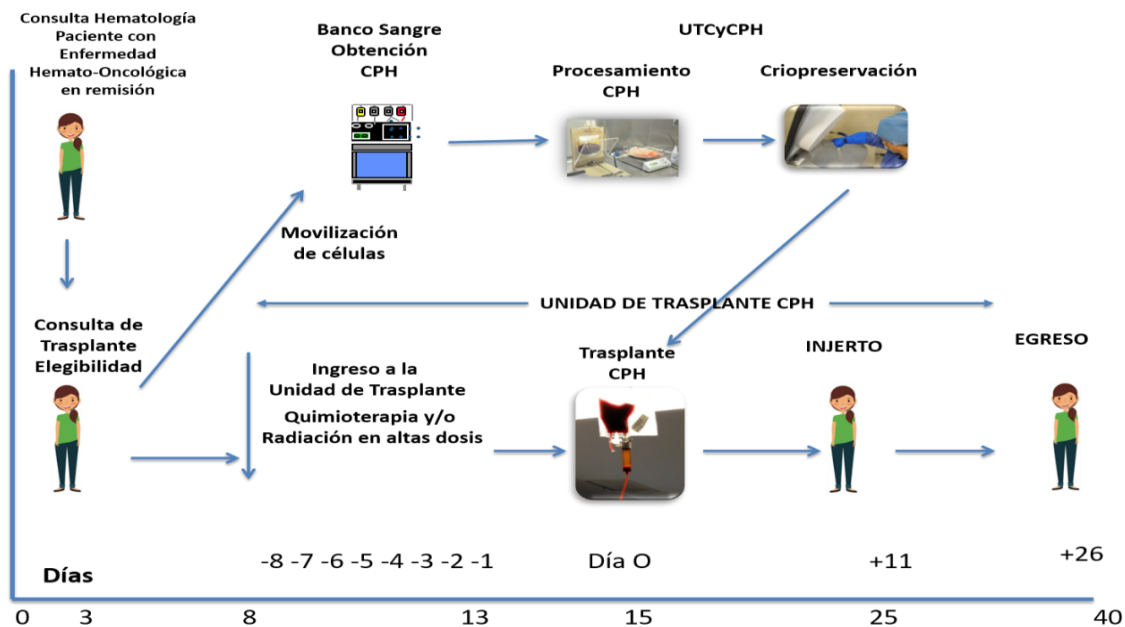 Consulta Hematología
Paciente con
Enfermedad
Hemato-Oncológica
en remisión
Banco Sangre
Obtención
CPH
UTCyCPH
Procesamiento
CPH
Criopreservación
Movilización
de células
UNIDAD DE TRASPLANTE CPH
Consulta de
Trasplante
Elegibilidad
Ingreso a la
Unidad de Trasplante
Quimioterapia y/o
Radiación en altas dosis
Trasplante
CPH
INJERTO
EGRESO
-8 -7 -6 -5 -4 -3 -2 -1
Día O
+11
+26
Días
0 3 8 13 15 25 40